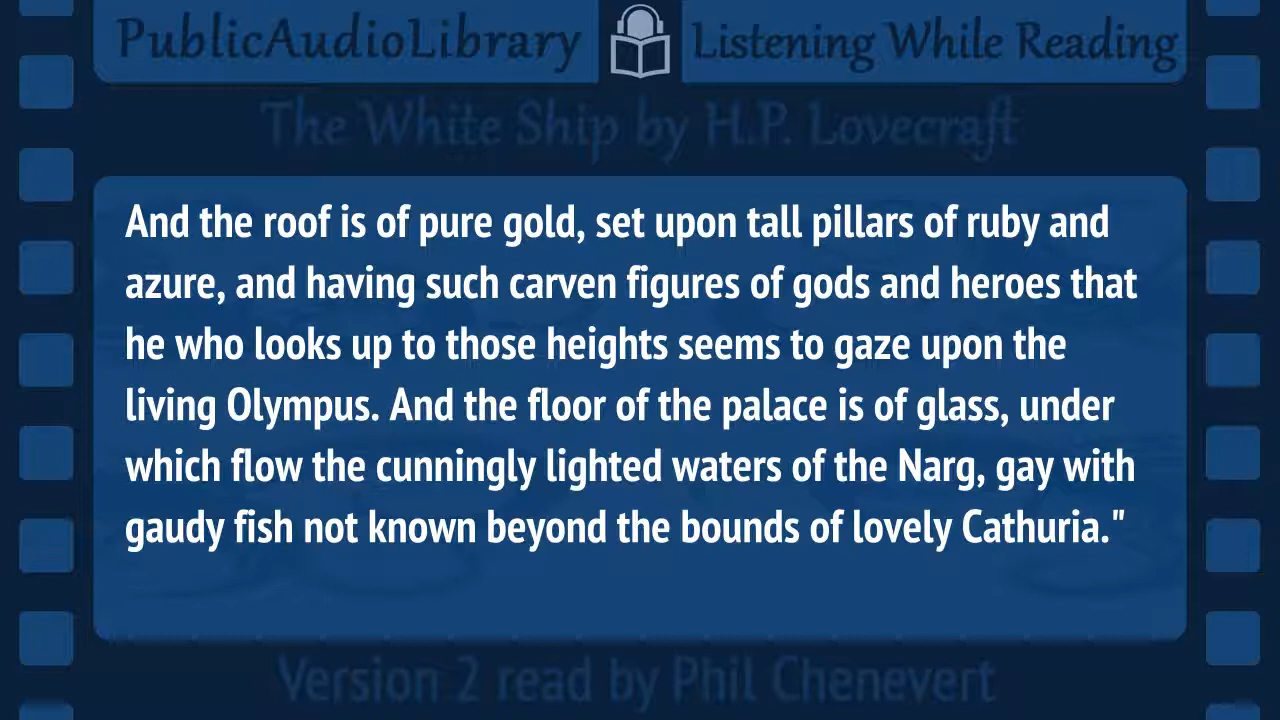 PublicAudioLibrary Listening While Reading
The White Ship by H.P. Lovecraft
And the roof is of pure gold, set upon tall pillars of ruby and
azure, and having such carven figures of gods and heroes that
he who looks up to those heights seems to gaze upon the
living Olympus. And the floor of the palace is of glass, under
which flow the cunningly lighted waters of the Narg, gay with
gaudy fish not known beyond the bounds of lovely Cathuria."
Version 2 read by Phil Chenevert